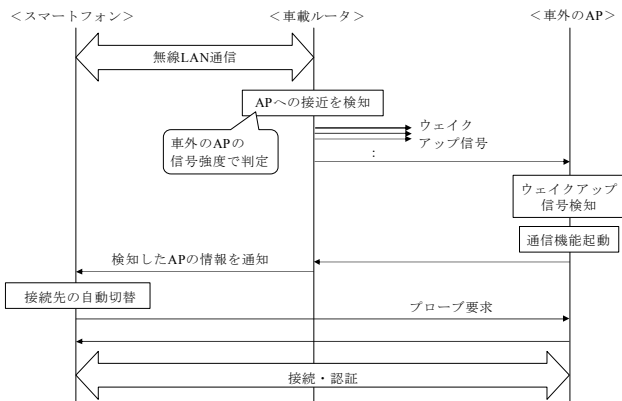 ＜スマートフォン＞
＜車載ルータ＞
＜車外のAP＞
無線LAN通信
APへの接近を検知
車外のAPの
信号強度で判定
ウェイク
アップ信号
：
ウェイクアップ
信号検知
通信機能起動
検知したAPの情報を通知
接続先の自動切替
プローブ要求
接続・認証